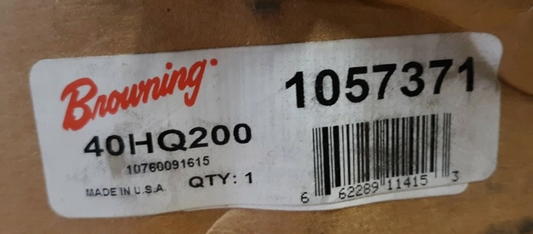 Browning
1057371
40HQ200
10760091615
MADE IN U.S.A. QTY: 1
6 62289 11415 3